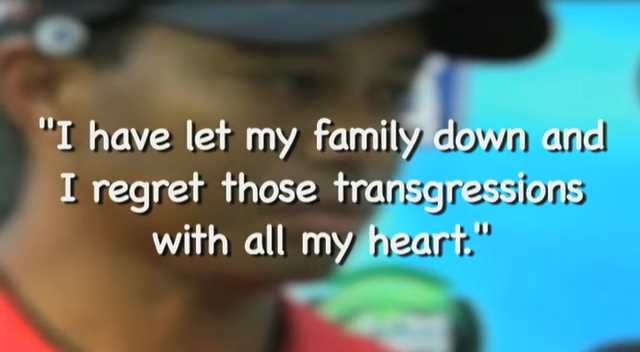 "I have let my family down and
I regret those transgressions
with all my heart."